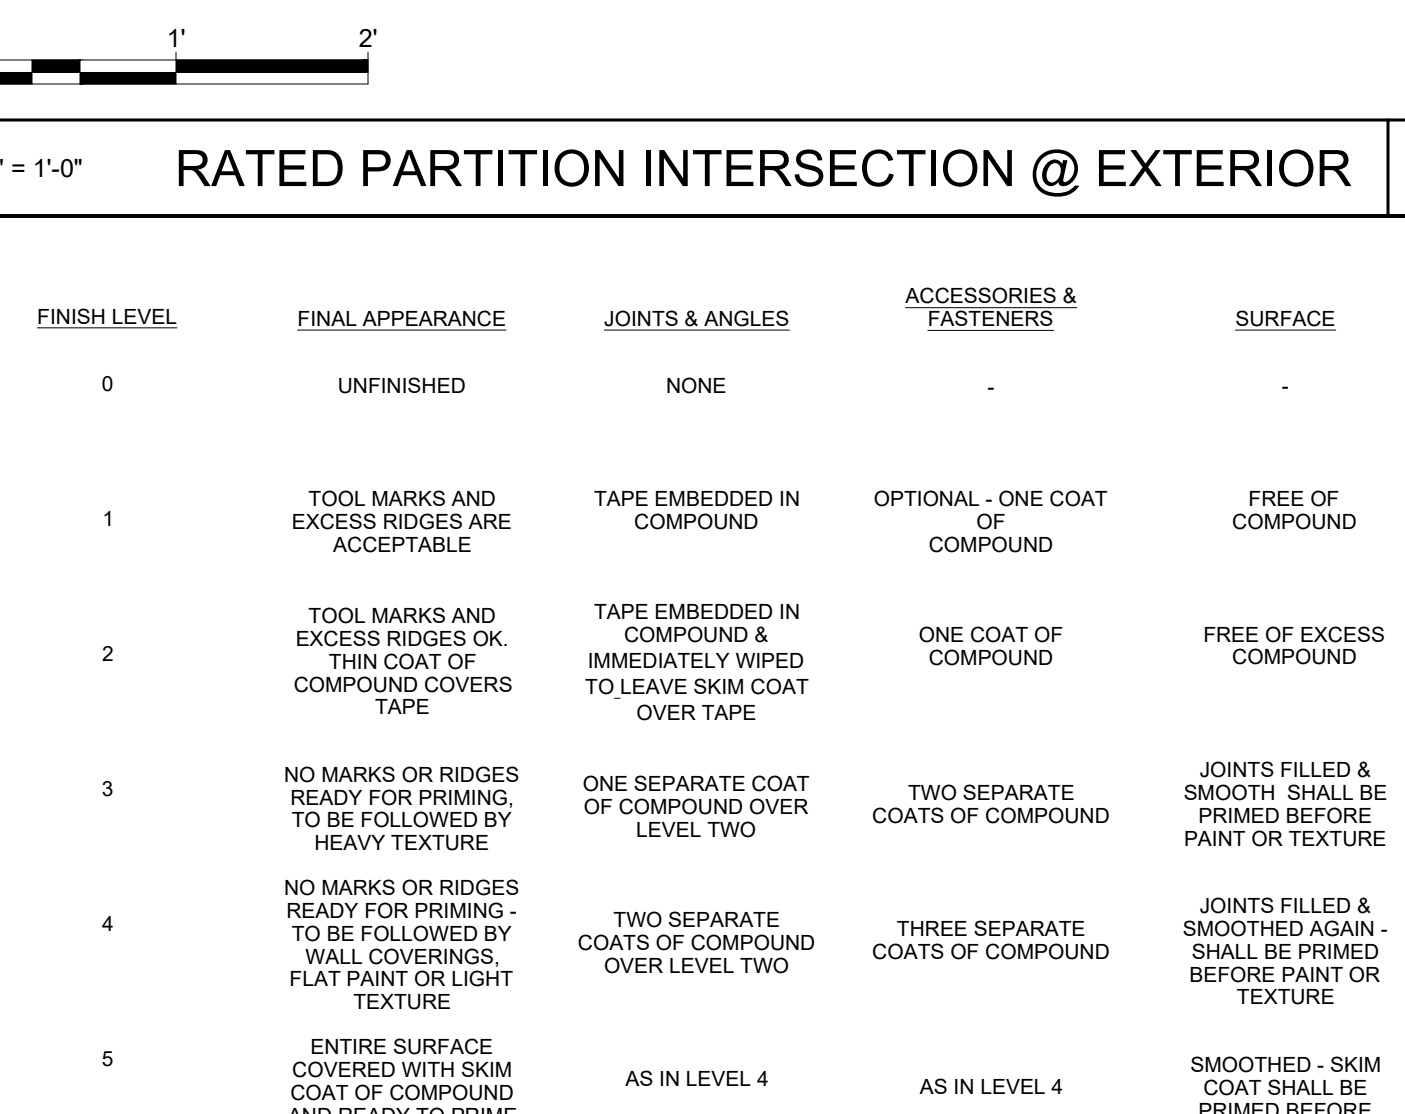 1' 2'
' = 1'-0" RATED PARTITION INTERSECTION @ EXTERIOR
FINISH LEVEL
FINAL APPEARANCE
JOINTS & ANGLES
ACCESSORIES &
FASTENERS
SURFACE
0
UNFINISHED
NONE
-
-
1
TOOL MARKS AND
EXCESS RIDGES ARE
ACCEPTABLE
TAPE EMBEDDED IN
COMPOUND
OPTIONAL - ONE COAT
OF
COMPOUND
FREE OF
COMPOUND
2
TOOL MARKS AND
EXCESS RIDGES OK.
THIN COAT OF
COMPOUND COVERS
TAPE
TAPE EMBEDDED IN
COMPOUND &
IMMEDIATELY WIPED
TO LEAVE SKIM COAT
OVER TAPE
ONE COAT OF
COMPOUND
FREE OF EXCESS
COMPOUND
3
NO MARKS OR RIDGES
READY FOR PRIMING,
TO BE FOLLOWED BY
HEAVY TEXTURE
ONE SEPARATE COAT
OF COMPOUND OVER
LEVEL TWO
TWO SEPARATE
COATS OF COMPOUND
JOINTS FILLED &
SMOOTH SHALL BE
PRIMED BEFORE
PAINT OR TEXTURE
4
NO MARKS OR RIDGES
READY FOR PRIMING -
TO BE FOLLOWED BY
WALL COVERINGS,
FLAT PAINT OR LIGHT
TEXTURE
TWO SEPARATE
COATS OF COMPOUND
OVER LEVEL TWO
THREE SEPARATE
COATS OF COMPOUND
JOINTS FILLED &
SMOOTHED AGAIN -
SHALL BE PRIMED
BEFORE PAINT OR
TEXTURE
5
ENTIRE SURFACE
COVERED WITH SKIM
COAT OF COMPOUND
AND READY TO PRIME
AS IN LEVEL 4
AS IN LEVEL 4
SMOOTHED - SKIM
COAT SHALL BE
PRIMED BEFORE